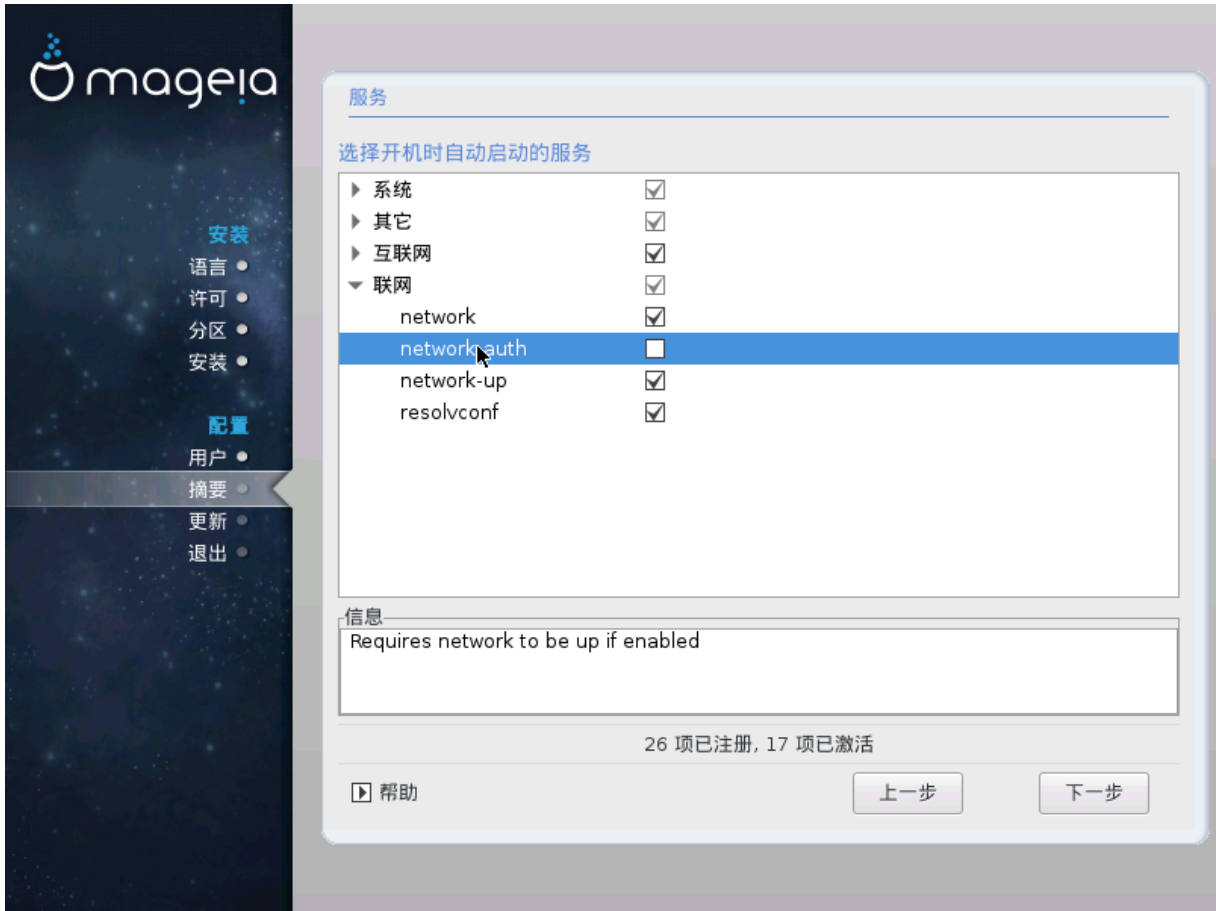 mageia
安装
语言
许可
分区
安装
配置
用户
摘要
更新
退出
服务
选择开机时自动启动的服务
系统
其它
互联网
联网
network
network-auth
network-up
resolvconf
信息
Requires network to be up if enabled
26 项已注册, 17 项已激活
帮助
上一步
下一步